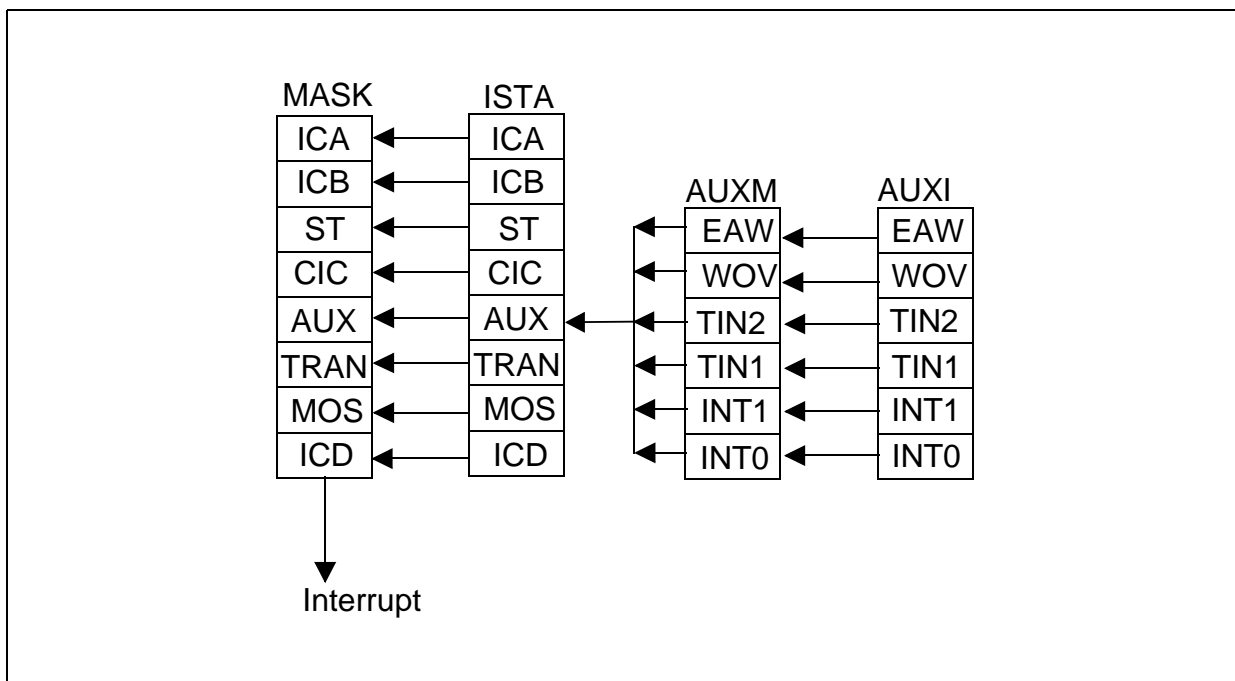 MASK
ICA
ICB
ST
CIC
AUX
TRAN
MOS
ICD
Interrupt
ISTA
ICA
ICB
ST
CIC
AUX
TRAN
MOS
ICD
AUXM
EAW
WOV
TIN2
TIN1
INT1
INT0
AUXI
EAW
WOV
TIN2
TIN1
INT1
INT0